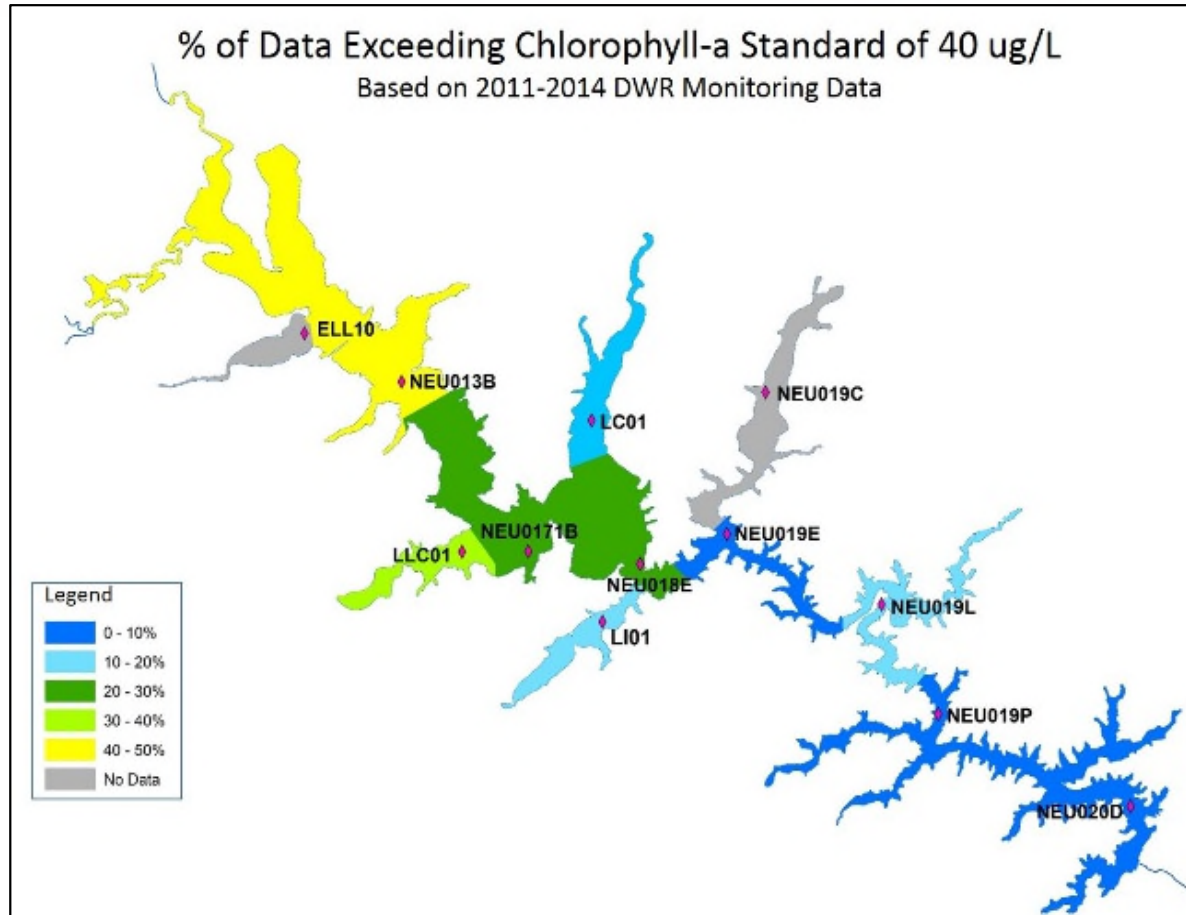 % of Data Exceeding Chlorophyll-a Standard of 40 ug/L
Based on 2011-2014 DWR Monitoring Data
ELL10
NEU013B
NEU019C
LC01
NEU0171B
NEU019E
LLC01
NEU018E
NEU019L
LI01
NEU019P
NEU020D
Legend
0 - 10%
10 - 20%
20 - 30%
30 - 40%
40 - 50%
No Data